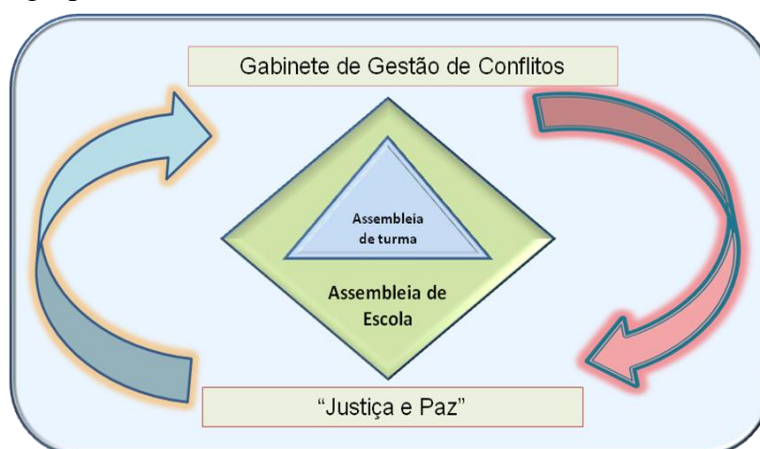 Gabinete de Gestão de Conflitos
Assembleia
de turma
Assembleia de
Escola
“Justiça e Paz”